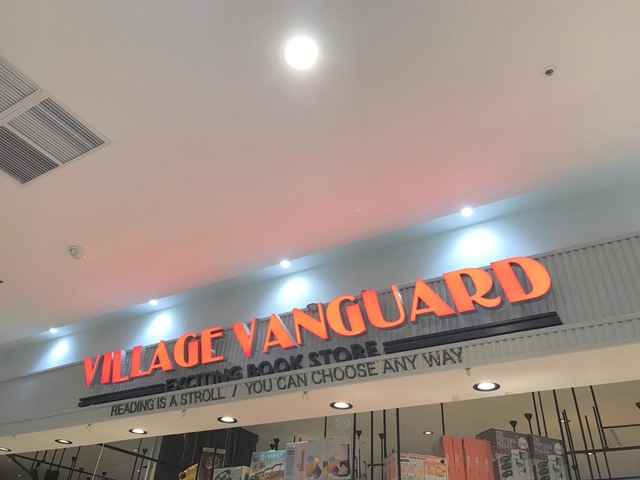 VILLAGE VANGUARD
EXCITING BOOK STORE
READING IS A STROLL / YOU CAN CHOOSE ANY WAY